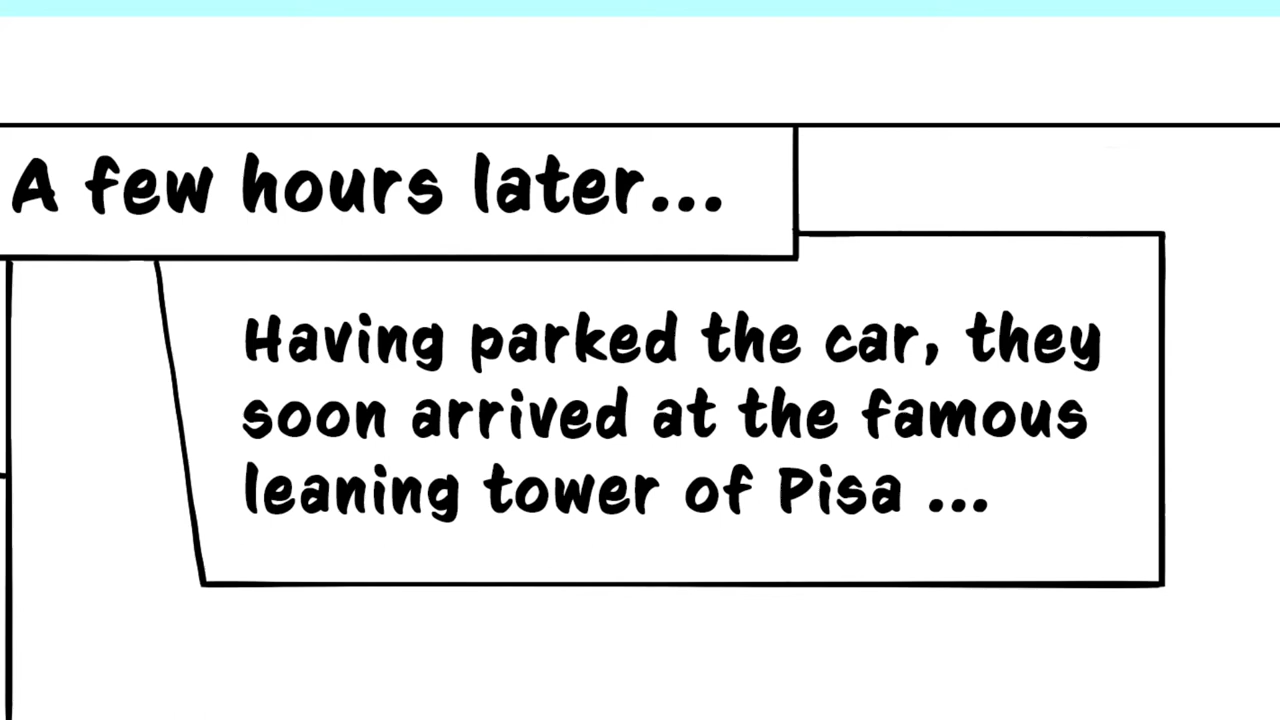 A few hours later...
Having parked the car, they
soon arrived at the famous
leaning tower of Pisa ...